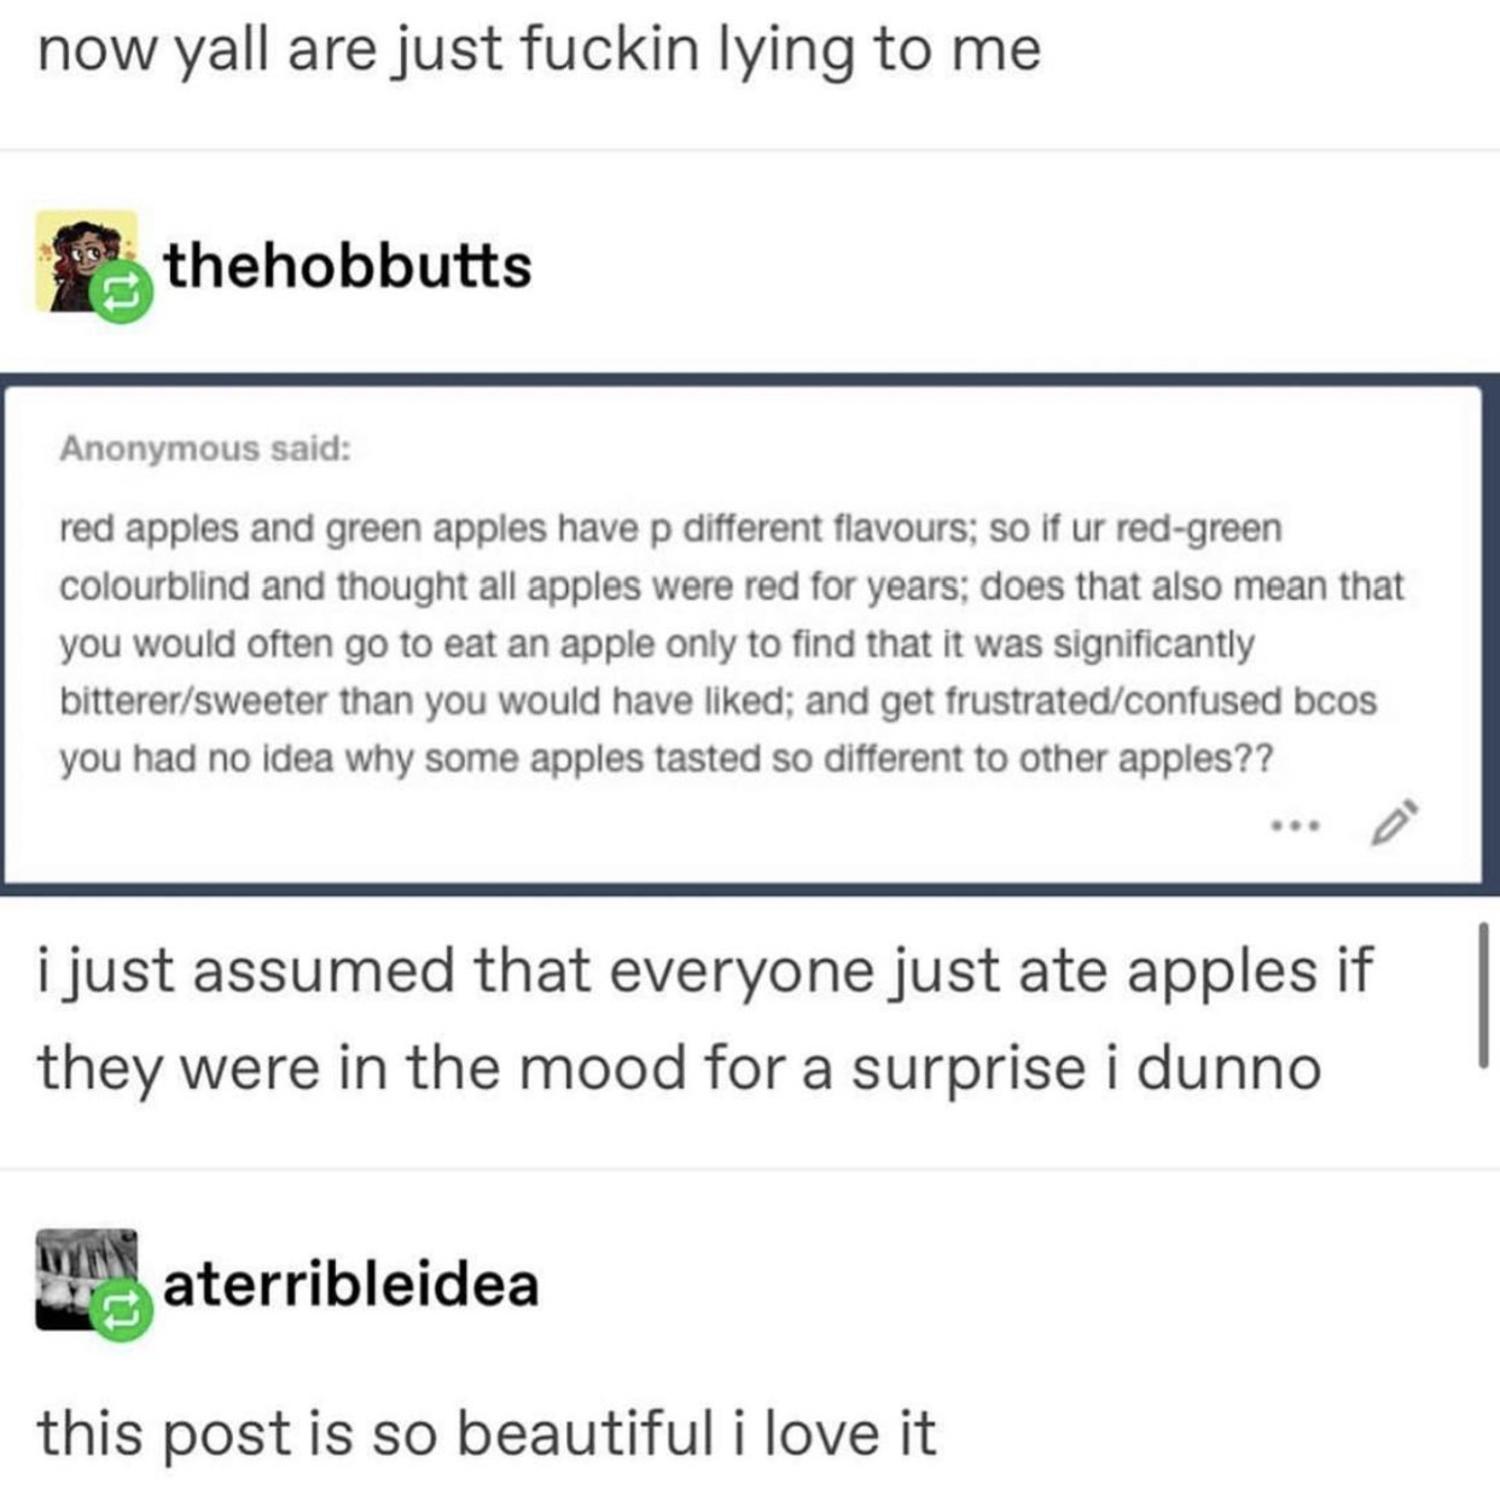 now yall are just fuckin lying to me
thehobbutts
Anonymous said:
red apples and green apples have p different flavours; so if ur red-green
colourblind and thought all apples were red for years; does that also mean that
you would often go to eat an apple only to find that it was significantly
bitterer/sweeter than you would have liked; and get frustrated/confused bcos
you had no idea why some apples tasted so different to other apples??
i just assumed that everyone just ate apples if
they were in the mood for a surprise i dunno
aterribleidea
this post is so beautiful i love it